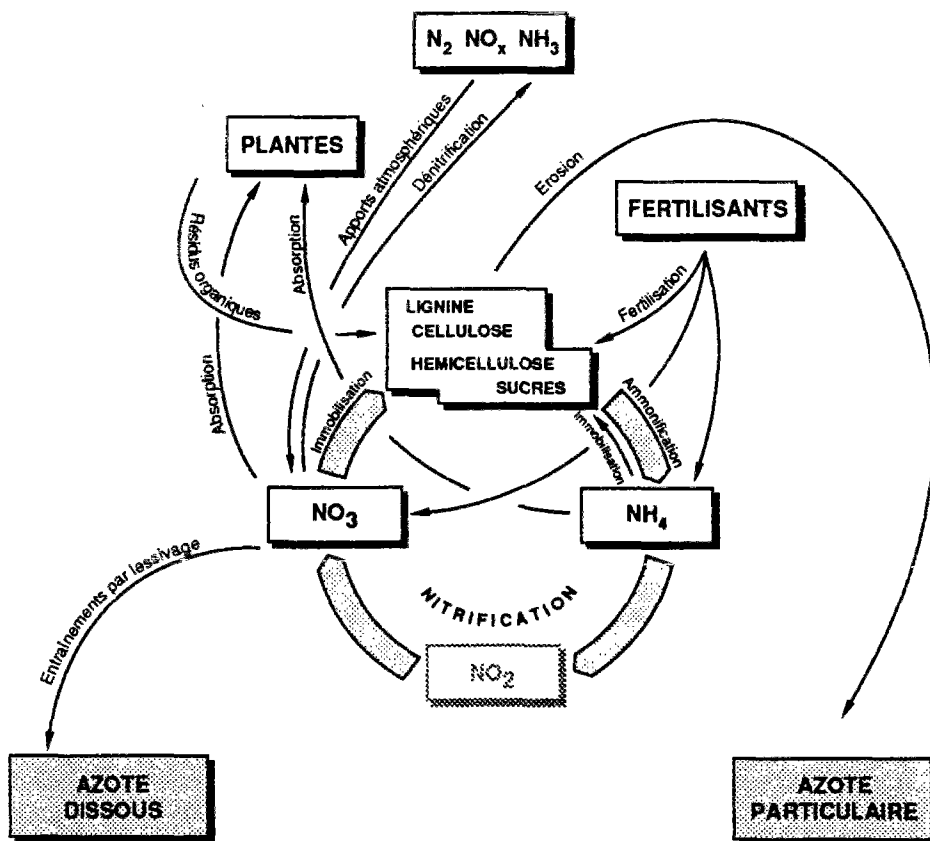 N₂ NOₓ NH₃
PLANTES
Apports atmosphériques
Dénitrification
Erosion
FERTILISANTS
Résidus organiques
Absorption
Fertilisation
LIGNINE
CELLULOSE
HEMICELLULOSE
SUCRES
Absorption
Immobilisation
Immobilisation
Ammonification
NO₃
NH₄
Entraînements par lessivage
NITRIFICATION
NO₂
AZOTE
DISSOUS
AZOTE
PARTICULAIRE